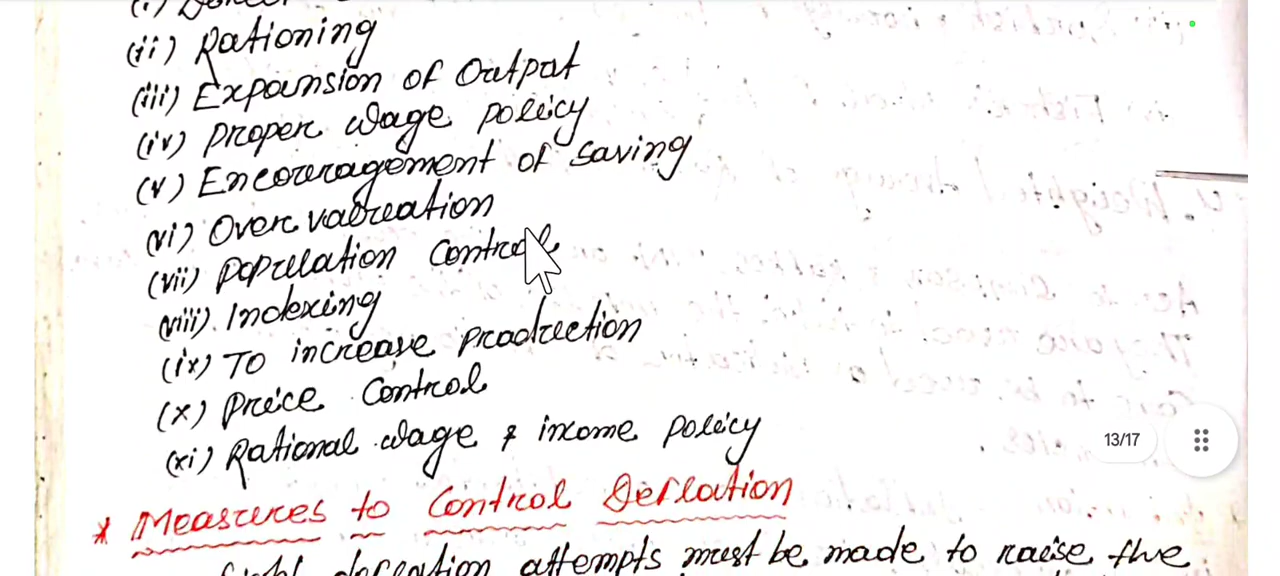 (ii) Rationing
(iii) Expansion of Output
(iv) Proper wage policy
(v) Encouragement of saving
(vi) Over valuation
(vii) Population Control
(viii) Indexing
(ix) To increase production
(x) Price Control
(xi) Rational wage & income policy
13/17
* Measures to Control Deflation
attempts must be made to raise the